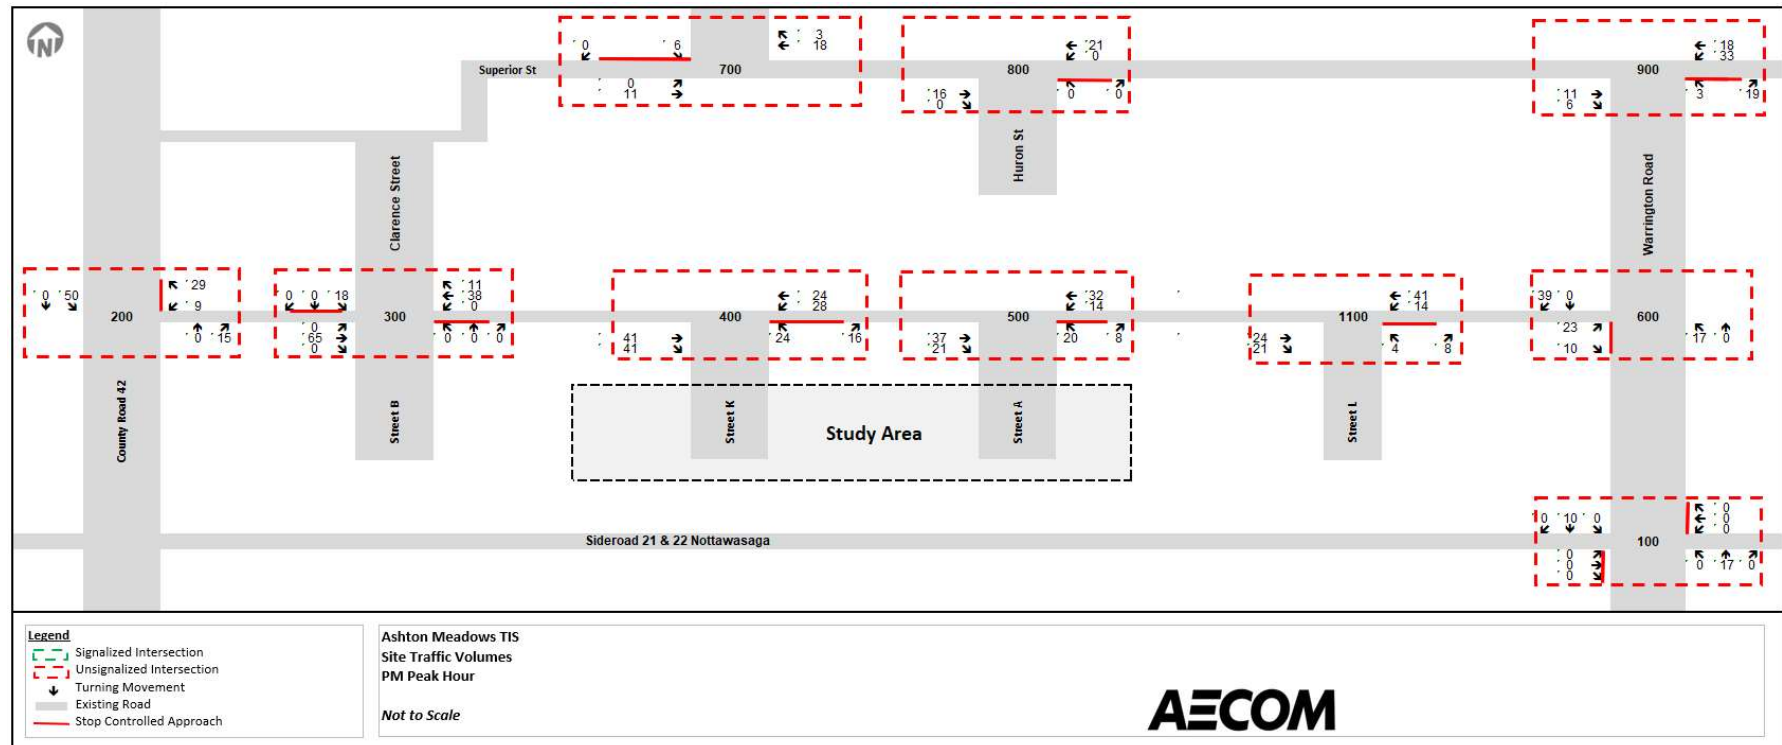 N
0 6
3
18
Superior St
700
0
11
21
0
800
16
0
0 0
18
33
900
11
6
3 19
Huron St
Clarence Street
Warrington Road
0 50
29
9
200
0 15
0 0 18
11
38
0
300
0
65
0
0 0 0
24
28
400
41
41
24 16
32
14
500
37
21
20 8
41
14
1100
24
21
4 8
39 0
600
23
10
17 0
County Road 42
Street B
Street K
Study Area
Street A
Street L
Sideroad 21 & 22 Nottawasaga
0 10 0
0
0
0
100
0
0
0
0 17 0
Legend
Signalized Intersection
Unsignalized Intersection
Turning Movement
Existing Road
Stop Controlled Approach
Ashton Meadows TIS
Site Traffic Volumes
PM Peak Hour
Not to Scale
AECOM